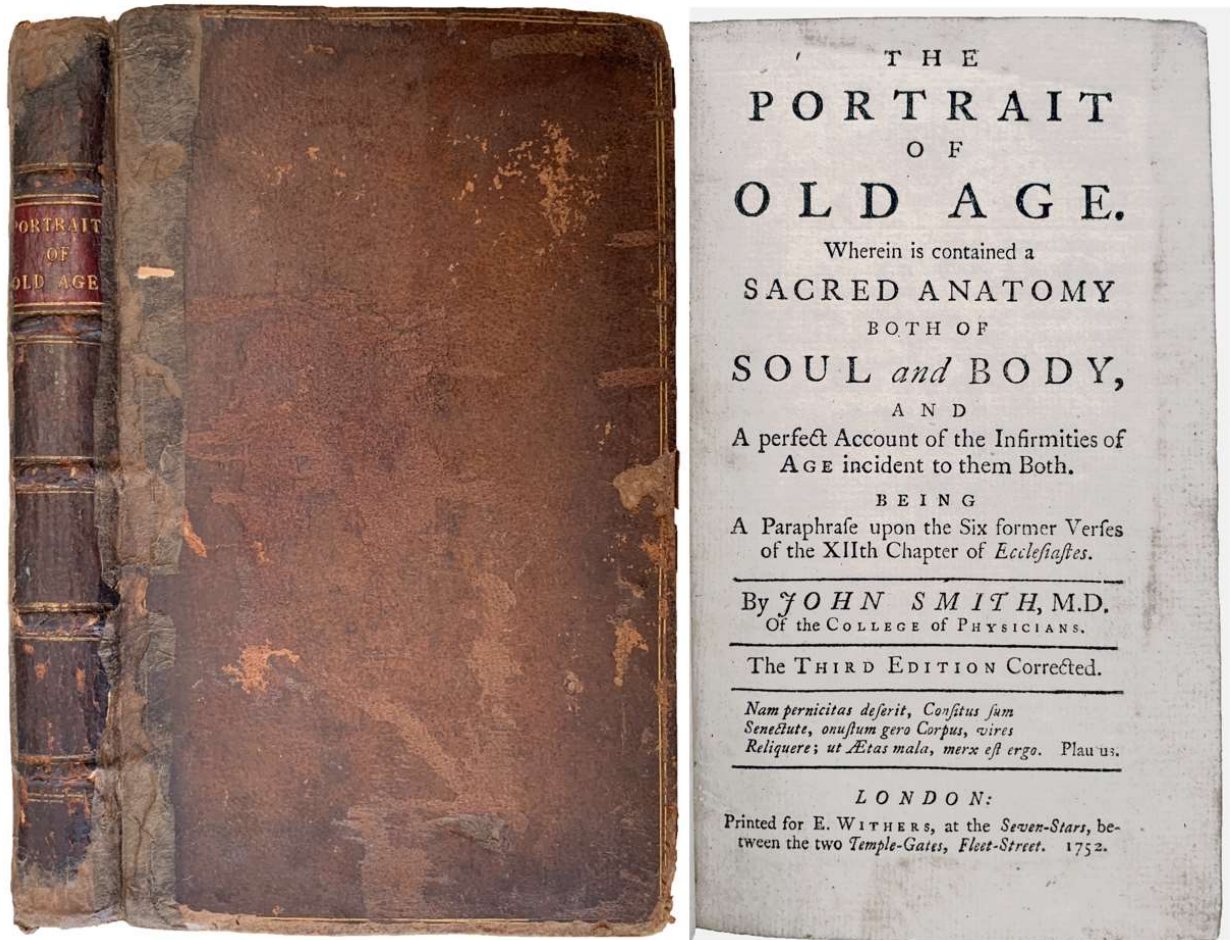 PORTRAIT
OF
OLD AGE
THE
PORTRAIT
OF
OLD AGE.
Wherein is contained a
SACRED ANATOMY
BOTH OF
SOUL and BODY,
AND
A perfect Account of the Infirmities of
AGE incident to them Both.
BEING
A Paraphraſe upon the Six former Verſes
of the XIIth Chapter of Eccleſiaſtes.
By JOHN SMITH, M.D.
Of the COLLEGE of PHYSICIANS.
The THIRD EDITION Corrected.
Nam pernicitas deſerit, Conſitus ſum
Senectute, onuſtum gero Corpus, vires
Reliquere; ut Ætas mala, merx eſt ergo. Plau us.
LONDON:
Printed for E. WITHERS, at the Seven-Stars, be-
tween the two Temple-Gates, Fleet-Street. 1752.